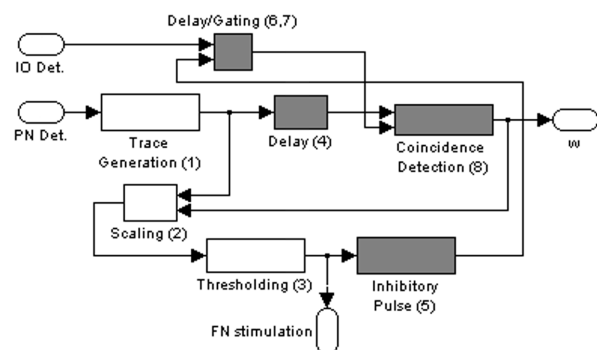 Delay/Gating (6,7)
IO Det.
PN Det.
Trace
Generation (1)
Delay (4)
Coincidence
Detection (8)
w
Scaling (2)
Thresholding (3)
Inhibitory
Pulse (5)
FN stimulation